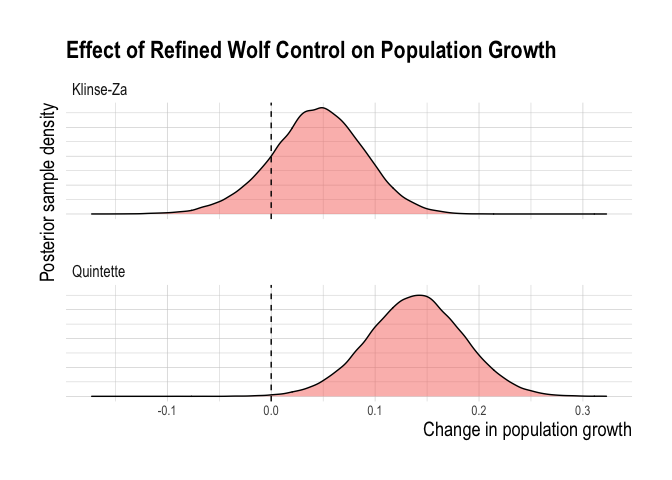 Effect of Refined Wolf Control on Population Growth
Klinse-Za
Posterior sample density
Quintette
-0.1 0.0 0.1 0.2 0.3
Change in population growth